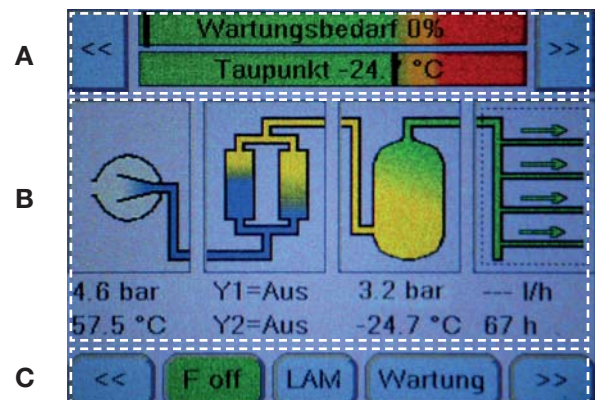 A
<< Wartungsbedarf 0% >>
Taupunkt -24.7 °C
B
4.6 bar Y1=Aus 3.2 bar --- l/h
57.5 °C Y2=Aus -24.7 °C 67 h
C
<< F off LAM Wartung >>